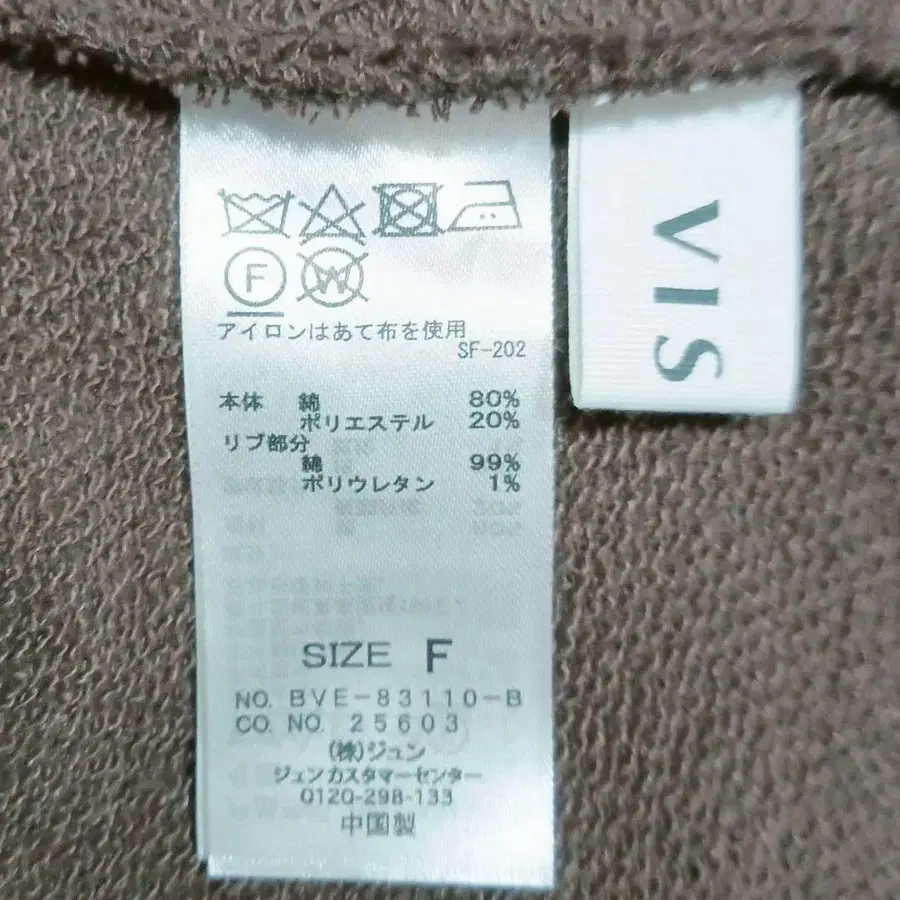 F
W
アイロンはあて布を使用
SF-202
本体 綿 80%
ポリエステル 20%
リブ部分
綿 99%
ポリウレタン 1%
SIZE F
NO. BVE-83110-B
CO. NO. 25603
(株)ジュン
ジュンカスタマーセンター
0120-298-133
中国製
VIS